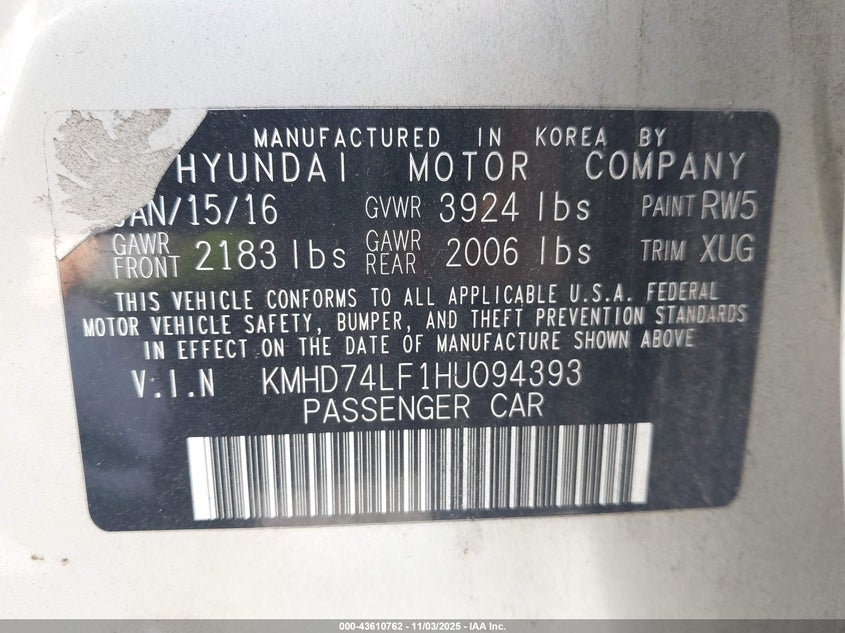 MANUFACTURED IN KOREA BY
HYUNDAI MOTOR COMPANY
JAN/15/16 GVWR 3924 lbs PAINT RW5
GAWR FRONT 2183 lbs GAWR REAR 2006 lbs TRIM XUG
THIS VEHICLE CONFORMS TO ALL APPLICABLE U.S.A. FEDERAL
MOTOR VEHICLE SAFETY, BUMPER, AND THEFT PREVENTION STANDARDS
IN EFFECT ON THE DATE OF MANUFACTURE SHOWN ABOVE
V.I.N KMHD74LF1HU094393
PASSENGER CAR
000-43610762 - 11/03/2025 - IAA Inc.